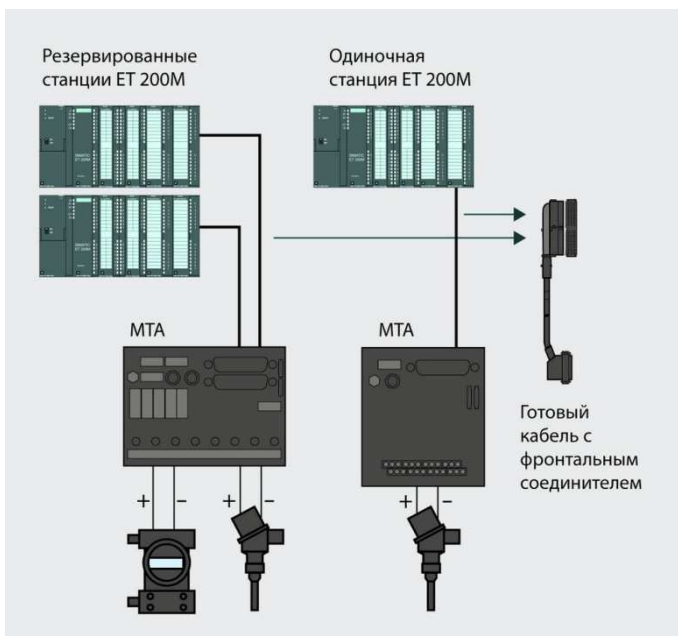 Резервированные
станции ET 200M
Одиночная
станция ET 200M
MTA
MTA
Готовый
кабель с
фронтальным
соединителем
+
−
+
−
+
−